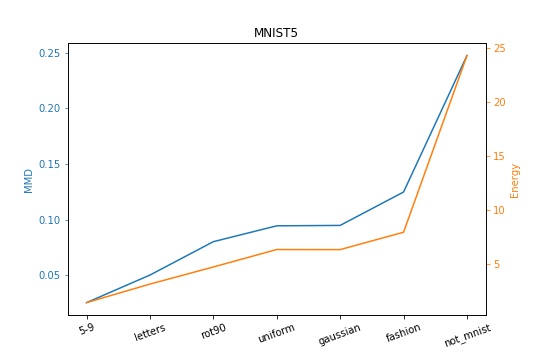 MNIST5
0.25
0.20
0.15
0.10
0.05
MMD
25
20
15
10
5
Energy
5-9
letters
rot90
uniform
gaussian
fashion
not_mnist